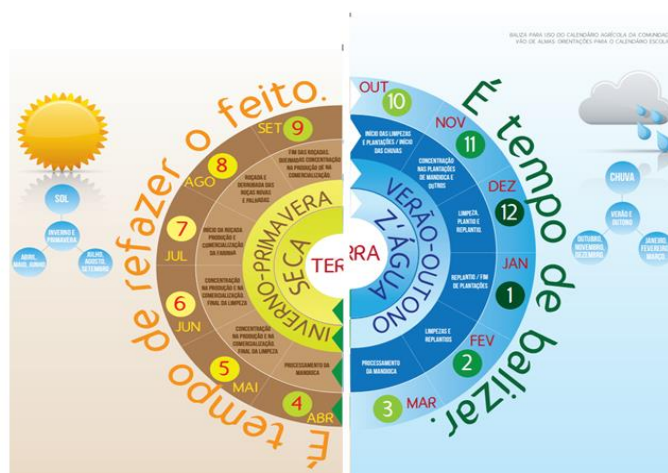 BALIZA PARA USO DO CALENDÁRIO AGRÍCOLA DA COMUNIDADE
VÃO DE ALMAS: ORIENTAÇÕES PARA O CALENDÁRIO ESCOLA
É tempo de refazer o feito.
SOL
INVERNO E
PRIMAVERA
ABRIL,
MAIO, JUNHO
JULHO,
AGOSTO,
SETEMBRO
SET
9
FIM DAS ROÇADAS,
QUEIMADAS CONCENTRAÇÃO
NA PRODUÇÃO DE NA
COMERCIALIZAÇÃO
AGO
8
ROÇADA E
DERRUBADA DAS
ROÇAS NOVAS
E PALHADAS
JUL
7
INÍCIO DA ROÇADA
PRODUÇÃO E
COMERCIALIZAÇÃO
DA FARINHA
JUN
6
CONCENTRAÇÃO
NA PRODUÇÃO E NA
COMERCIALIZAÇÃO.
FINAL DA LIMPEZA
MAI
5
CONCENTRAÇÃO
NA PRODUÇÃO E NA
COMERCIALIZAÇÃO
FINAL DA LIMPEZA
ABR
4
PROCESSAMENTO DA
MANDIOCA
INVERNO-PRIMAVERA
SECA
TER
RRA
É tempo de balizar.
OUT
10
INÍCIO DAS LIMPEZAS
E PLANTAÇÕES / INÍCIO
DAS CHUVAS
NOV
11
CONCENTRAÇÃO
NAS PLANTAÇÕES
DE MANDIOCA E
OUTROS
DEZ
12
LIMPEZA,
PLANTIO E
REPLANTIO
JAN
1
REPLANTIO / FIM
DE PLANTAÇÕES
FEV
2
LIMPEZAS E
REPLANTIOS
MAR
3
PROCESSAMENTO
DA MANDIOCA
VERÃO-OUTONO
Z'ÁGUA
CHUVA
VERÃO E
OUTONO
OUTUBRO,
NOVEMBRO,
DEZEMBRO
JANEIRO,
FEVEREIRO
MARÇO